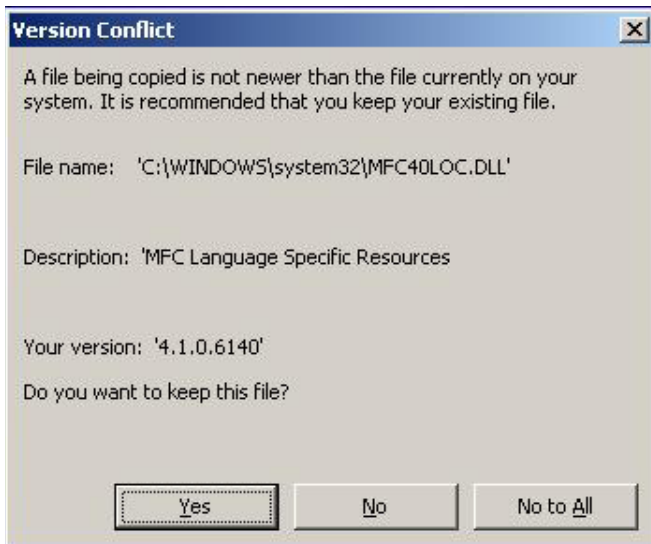 Version Conflict
A file being copied is not newer than the file currently on your
system. It is recommended that you keep your existing file.
File name: 'C:\WINDOWS\system32\MFC40LOC.DLL'
Description: 'MFC Language Specific Resources
Your version: '4.1.0.6140'
Do you want to keep this file?
Yes No No to All